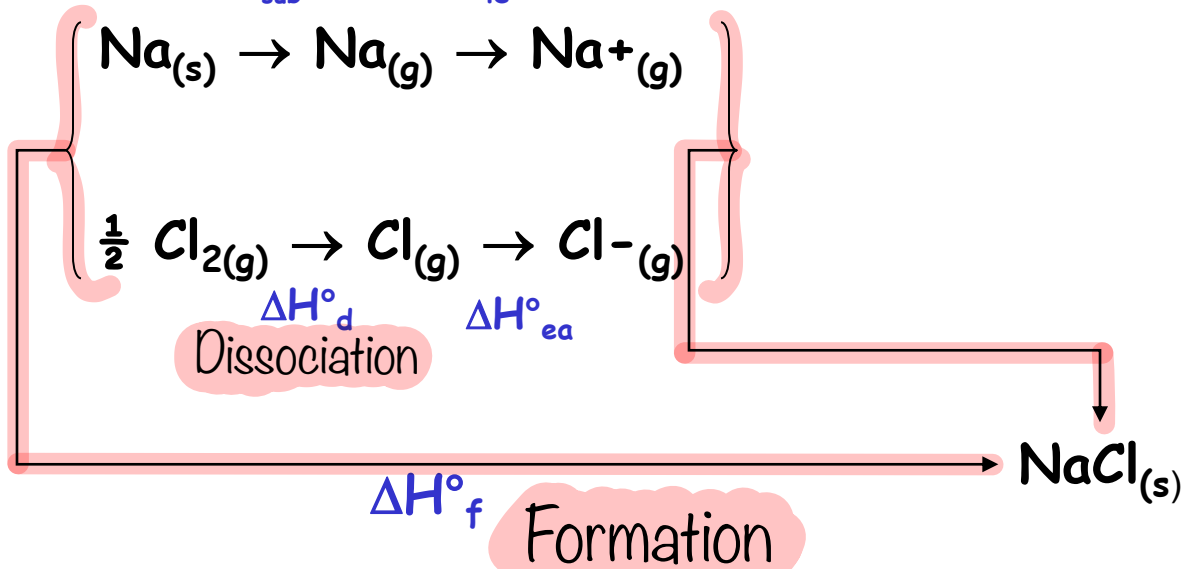 Na(s) → Na(g) → Na+(g)
½ Cl2(g) → Cl(g) → Cl-(g)
ΔH°d ΔH°ea
Dissociation
NaCl(s)
ΔH°f
Formation